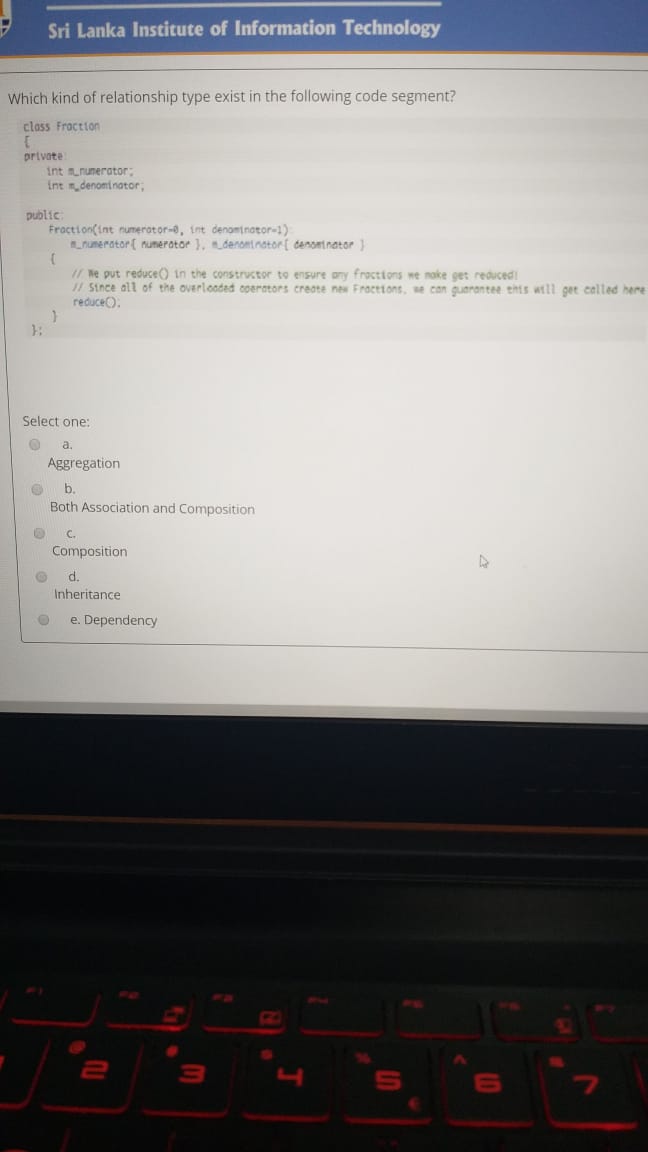 Sri Lanka Institute of Information Technology
Which kind of relationship type exist in the following code segment?
class Fraction
{
private:
int m_numerator;
int m_denominator;
public:
Fraction(int numerator=0, int denominator=1):
m_numerator{ numerator }, m_denominator{ denominator }
{
// We put reduce() in the constructor to ensure any fractions we make get reduced!
// Since all of the overloaded operators create new Fractions, we can guarantee this will get called here
reduce();
}
};
Select one:
a.
Aggregation
b.
Both Association and Composition
c.
Composition
d.
Inheritance
e. Dependency
F1 F2 F3 F4 F5 F6 F7
@ # $ % ^ &
2 3 4 5 6 7
€